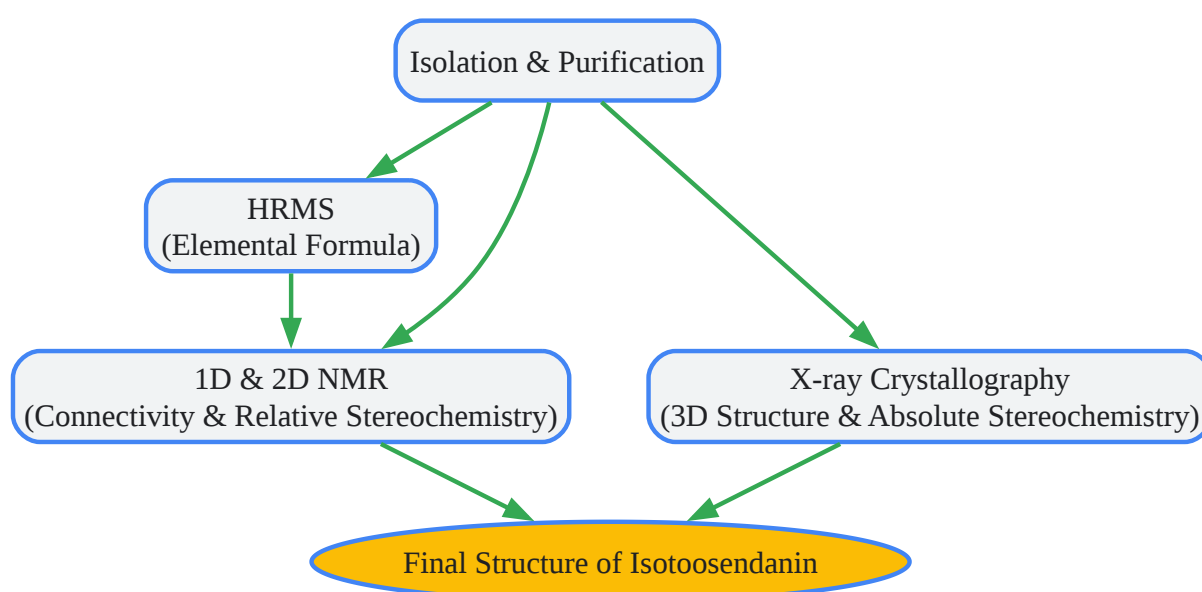 Isolation & Purification
HRMS
(Elemental Formula)
1D & 2D NMR
(Connectivity & Relative Stereochemistry)
X-ray Crystallography
(3D Structure & Absolute Stereochemistry)
Final Structure of Isotoosendanin